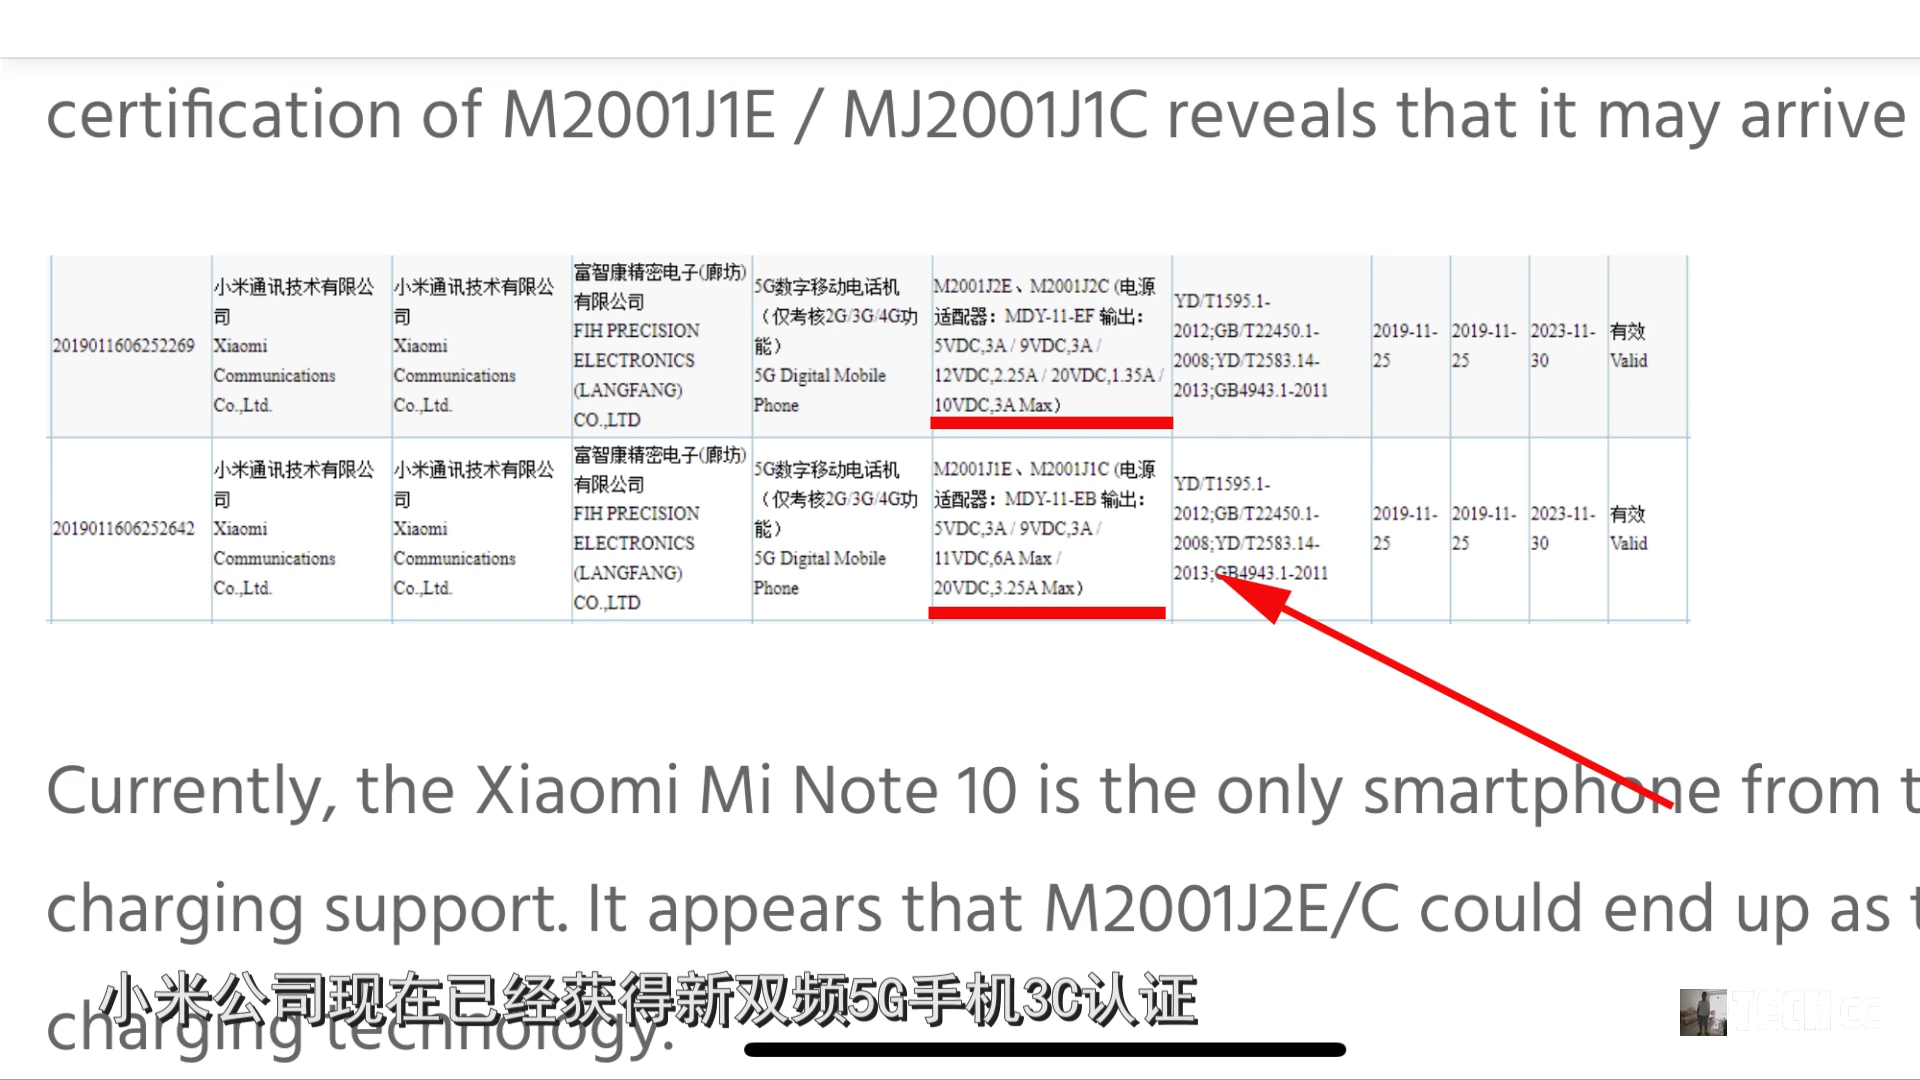 certification of M2001J1E / MJ2001J1C reveals that it may arrive
2019011606252269
小米通讯技术有限公
司
Xiaomi
Communications
Co.,Ltd.
小米通讯技术有限公
司
Xiaomi
Communications
Co.,Ltd.
富智康精密电子(廊坊)
有限公司
FIH PRECISION
ELECTRONICS
(LANGFANG)
CO.,LTD
5G数字移动电话机
（仅考核2G/3G/4G功
能）
5G Digital Mobile
Phone
M2001J2E、M2001J2C (电源
适配器：MDY-11-EF 输出：
5VDC,3A / 9VDC,3A /
12VDC,2.25A / 20VDC,1.35A /
10VDC,3A Max）
YD/T1595.1-
2012;GB/T22450.1-
2008;YD/T2583.14-
2013;GB4943.1-2011
2019-11-
25
2019-11-
25
2023-11-
30
有效
Valid
2019011606252642
小米通讯技术有限公
司
Xiaomi
Communications
Co.,Ltd.
小米通讯技术有限公
司
Xiaomi
Communications
Co.,Ltd.
富智康精密电子(廊坊)
有限公司
FIH PRECISION
ELECTRONICS
(LANGFANG)
CO.,LTD
5G数字移动电话机
（仅考核2G/3G/4G功
能）
5G Digital Mobile
Phone
M2001J1E、M2001J1C (电源
适配器：MDY-11-EB 输出：
5VDC,3A / 9VDC,3A /
11VDC,6A Max /
20VDC,3.25A Max）
YD/T1595.1-
2012;GB/T22450.1-
2008;YD/T2583.14-
2013;GB4943.1-2011
2019-11-
25
2019-11-
25
2023-11-
30
有效
Valid
Currently, the Xiaomi Mi Note 10 is the only smartphone from t
charging support. It appears that M2001J2E/C could end up as t
小米公司现在已经获得新双频5G手机3C认证
charging technology.
TECH